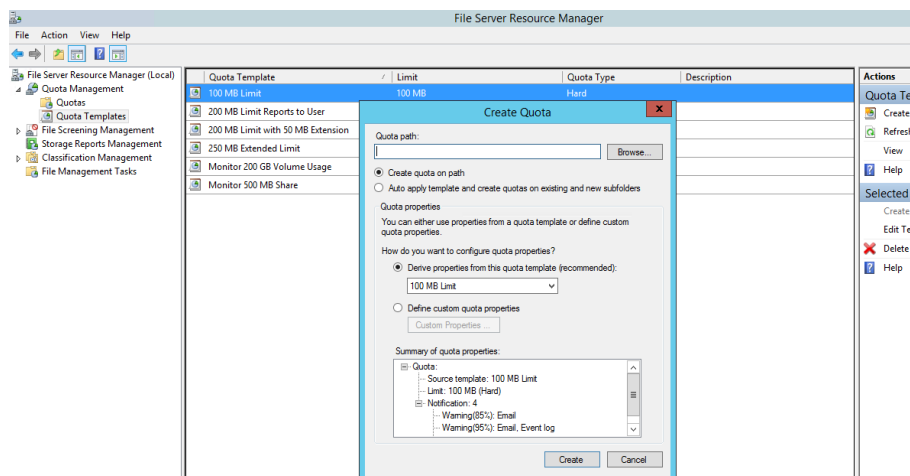 File Server Resource Manager
File Action View Help
File Server Resource Manager (Local)
Quota Management
Quotas
Quota Templates
File Screening Management
Storage Reports Management
Classification Management
File Management Tasks
Quota Template Limit Quota Type Description
100 MB Limit 100 MB Hard
200 MB Limit Reports to User
200 MB Limit with 50 MB Extension
250 MB Extended Limit
Monitor 200 GB Volume Usage
Monitor 500 MB Share
Create Quota
x
Quota path:
Browse...
Create quota on path
Auto apply template and create quotas on existing and new subfolders
Quota properties
You can either use properties from a quota template or define custom
quota properties.
How do you want to configure quota properties?
Derive properties from this quota template (recommended):
100 MB Limit
Define custom quota properties
Custom Properties ...
Summary of quota properties:
Quota:
Source template: 100 MB Limit
Limit: 100 MB (Hard)
Notification: 4
Warning(85%): Email
Warning(95%): Email, Event log
Create Cancel
Actions
Quota Te
Create
Refresh
View
Help
Selected
Create
Edit Te
Delete
Help